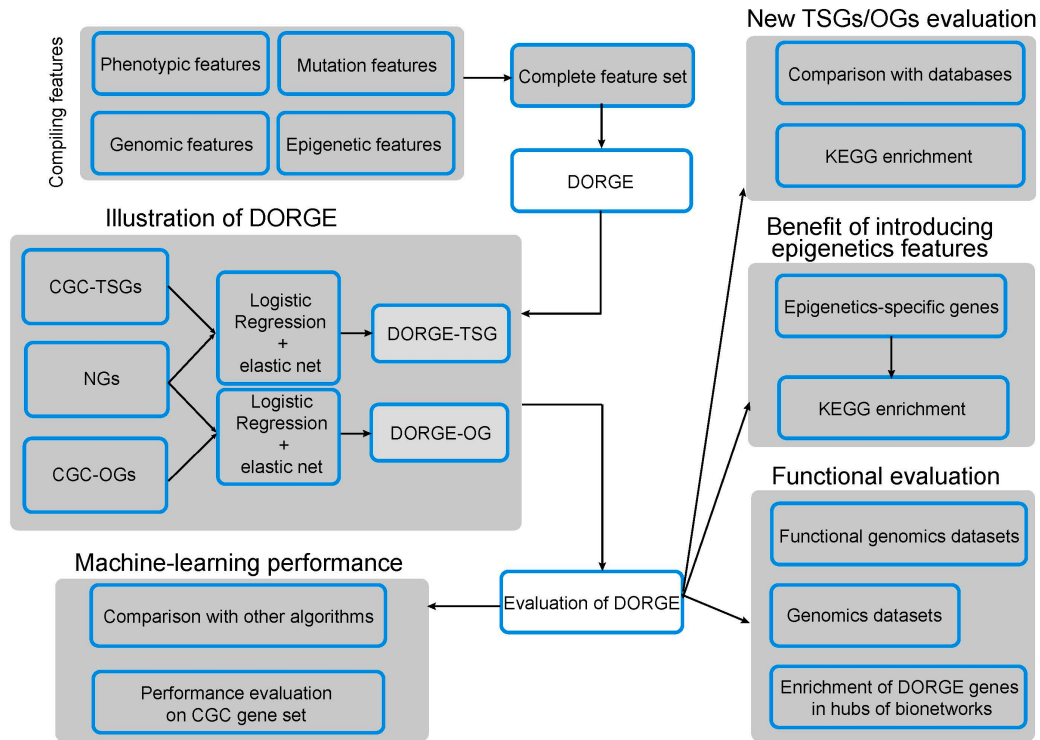 Compiling features
Phenotypic features
Mutation features
Genomic features
Epigenetic features
Complete feature set
DORGE
Illustration of DORGE
CGC-TSGs
NGs
CGC-OGs
Logistic
Regression
+
elastic net
Logistic
Regression
+
elastic net
DORGE-TSG
DORGE-OG
Machine-learning performance
Comparison with other algorithms
Performance evaluation
on CGC gene set
Evaluation of DORGE
New TSGs/OGs evaluation
Comparison with databases
KEGG enrichment
Benefit of introducing
epigenetics features
Epigenetics-specific genes
KEGG enrichment
Functional evaluation
Functional genomics datasets
Genomics datasets
Enrichment of DORGE genes
in hubs of bionetworks